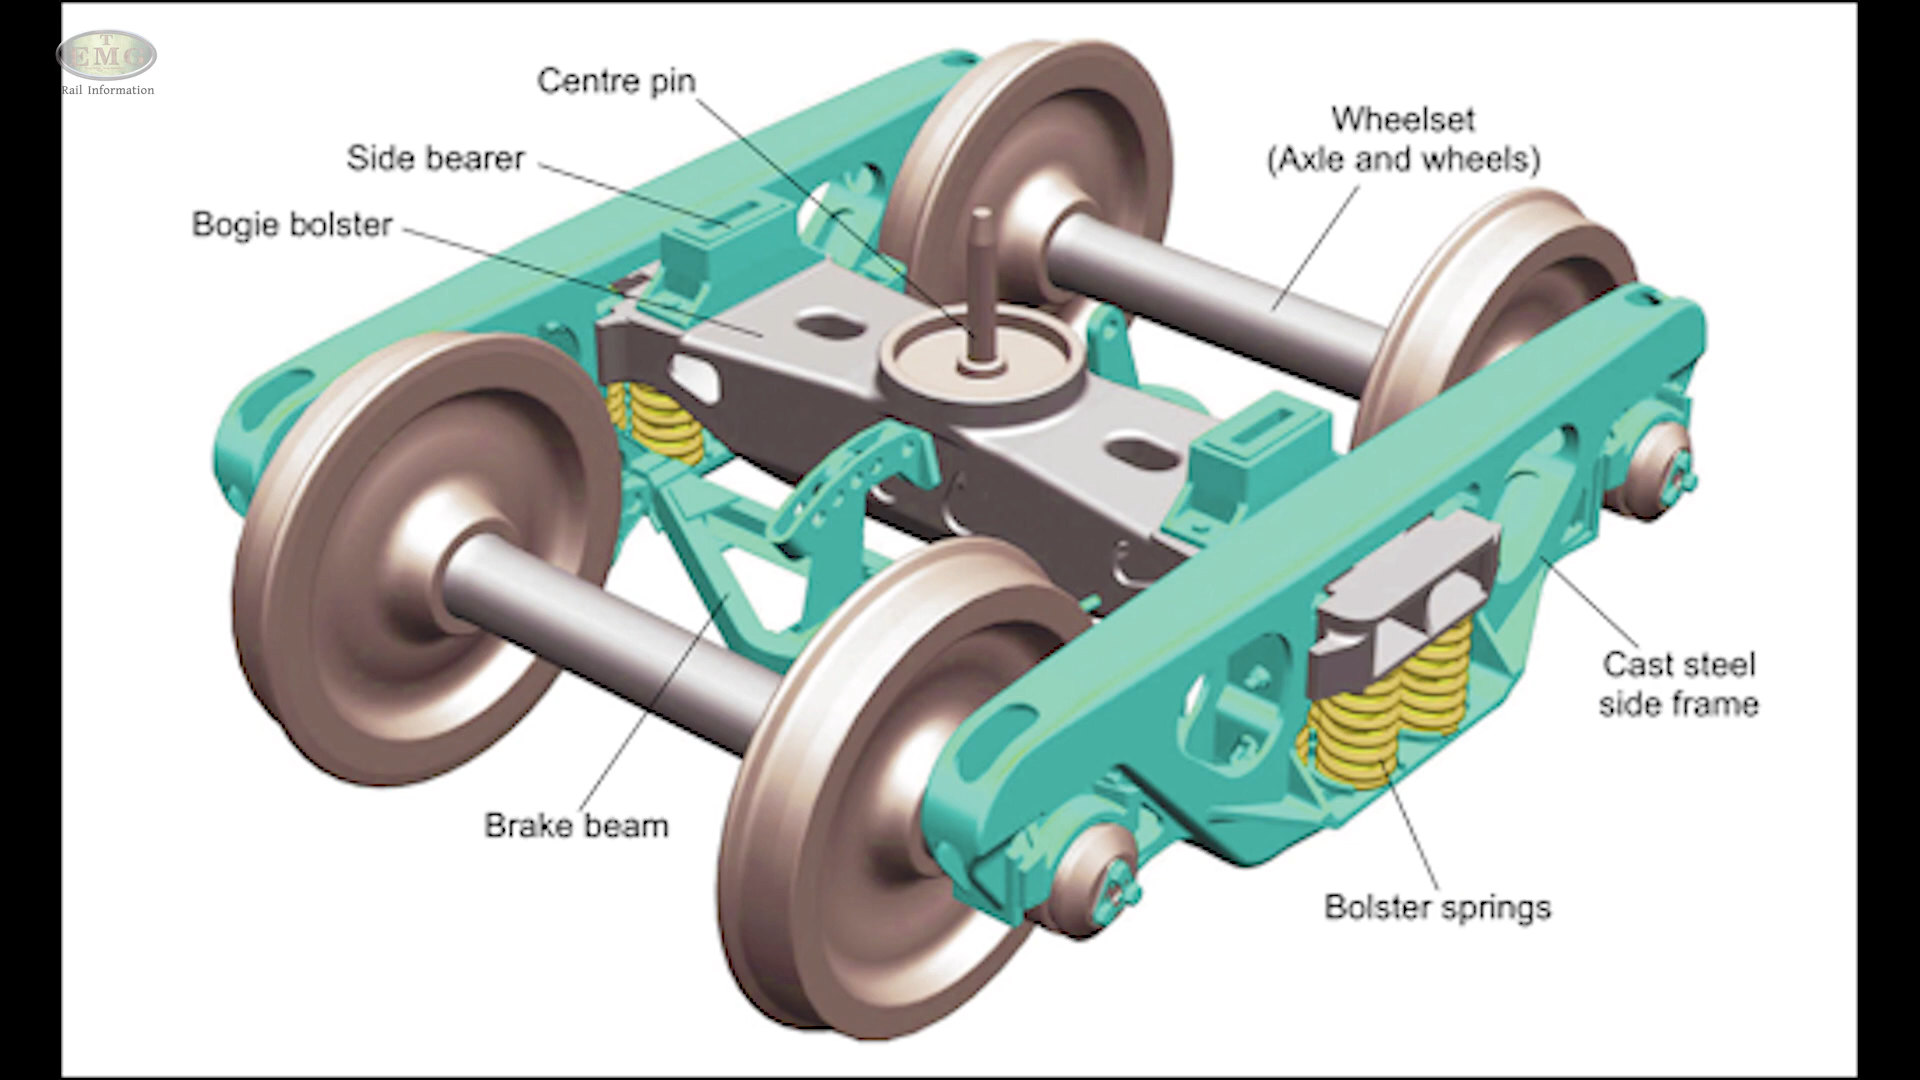 T
EMG
Rail Information
Centre pin
Side bearer
Bogie bolster
Wheelset
(Axle and wheels)
Cast steel
side frame
Brake beam
Bolster springs